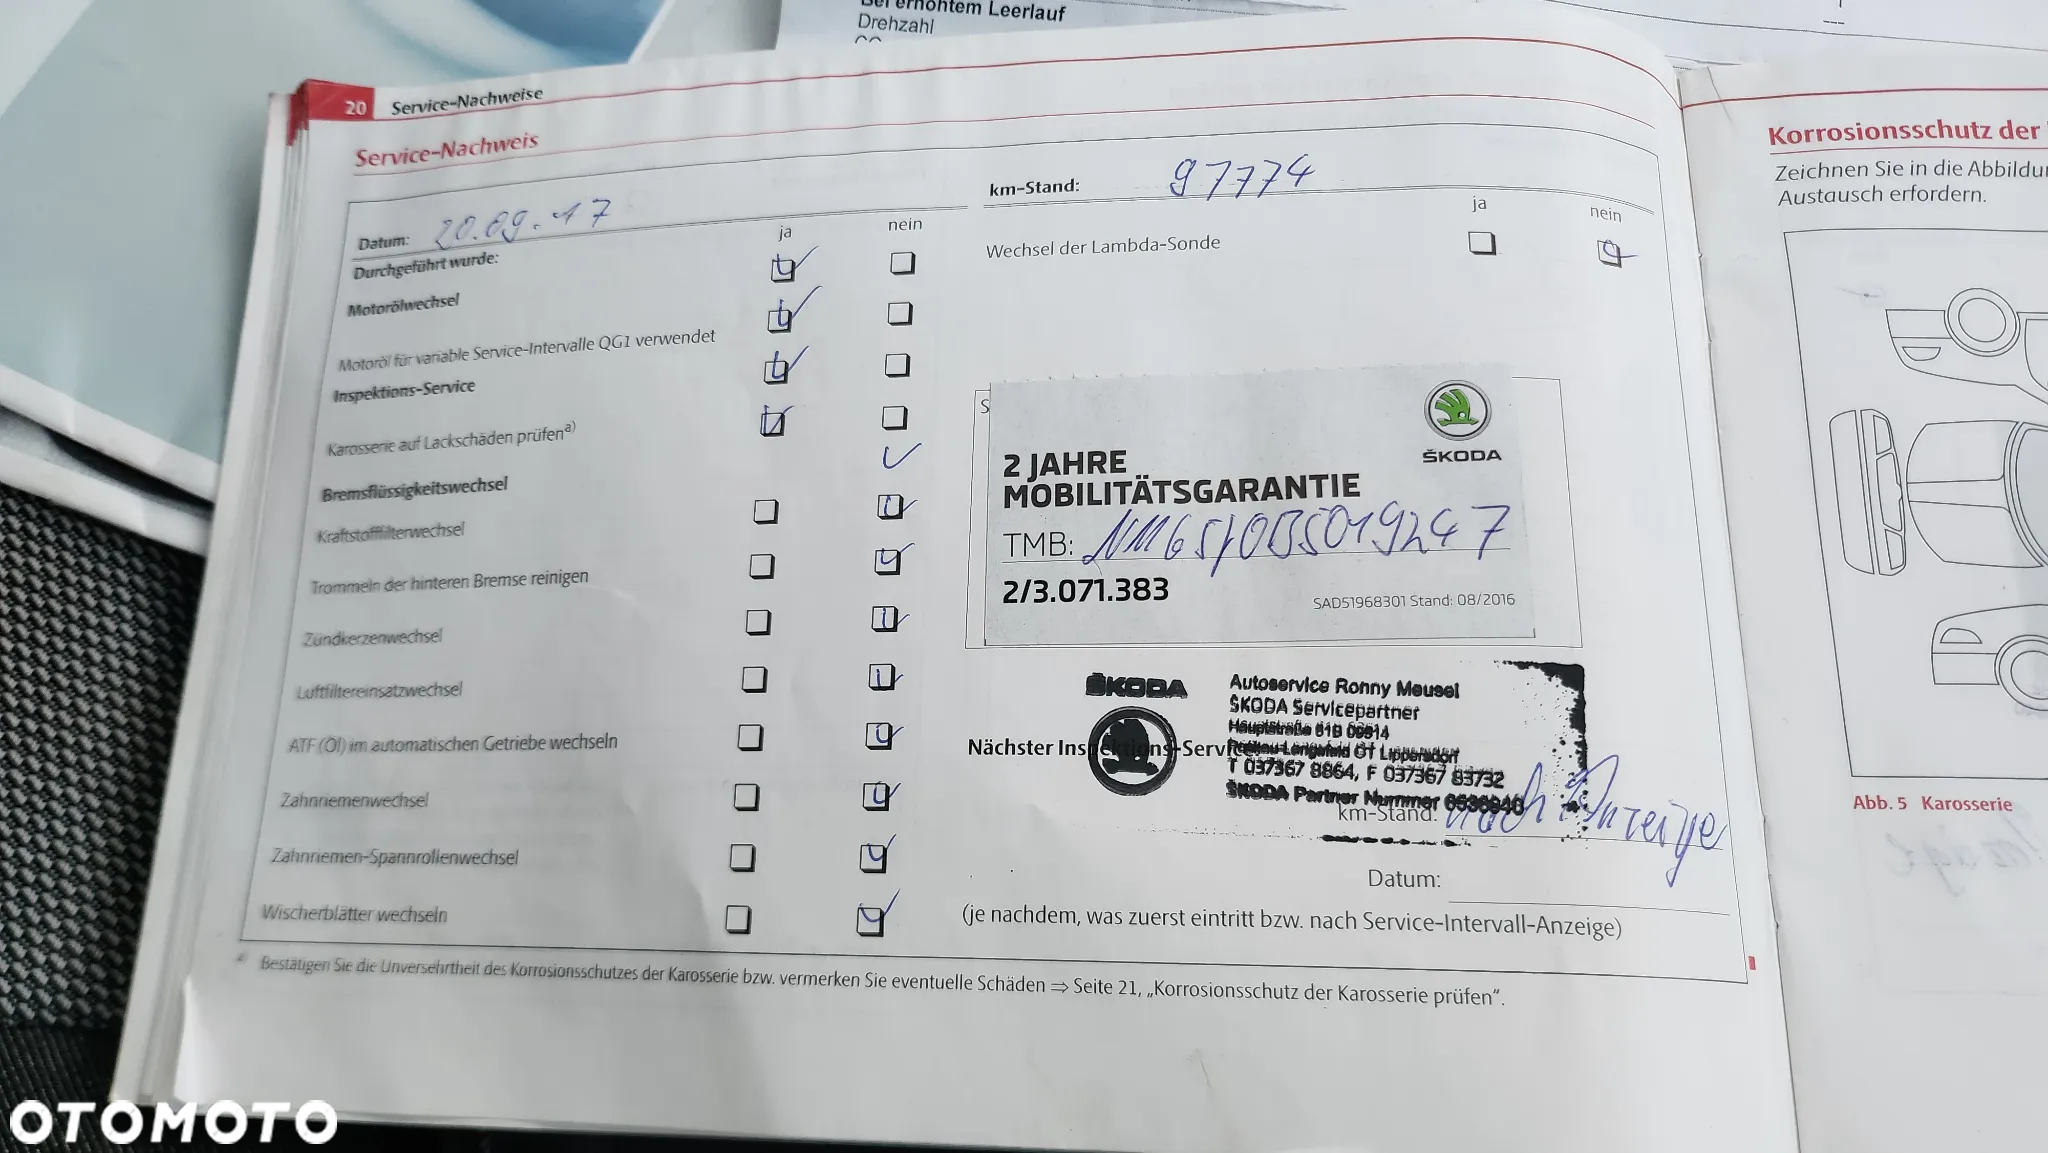 Bei erhöhtem Leerlauf
Drehzahl
20 Service-Nachweise
Service-Nachweis
Datum: 20.09.17
km-Stand: 97774
ja nein
ja nein
Durchgeführt wurde:
Wechsel der Lambda-Sonde
Motorölwechsel
Motoröl für variable Service-Intervalle QG1 verwendet
Inspektions-Service
Karosserie auf Lackschäden prüfen a)
Bremsflüssigkeitswechsel
Kraftstofffilterwechsel
Trommeln der hinteren Bremse reinigen
Zündkerzenwechsel
Luftfiltereinsatzwechsel
ATF (Öl) im automatischen Getriebe wechseln
Zahnriemenwechsel
Zahnriemen-Spannrollenwechsel
Wischerblätter wechseln
S
ŠKODA
2 JAHRE
MOBILITÄTSGARANTIE
TMB:
2/3.071.383
SAD51968301 Stand: 08/2016
ŠKODA
Autoservice Ronny Meusel
ŠKODA Servicepartner
Lippersdorf
T 037367 8864, F 037367 83732
ŠKODA Partner Nummer
Nächster Inspektions-Service
km-Stand: nach Anzeige
Datum:
(je nachdem, was zuerst eintritt bzw. nach Service-Intervall-Anzeige)
a) Bestätigen Sie die Unversehrtheit des Korrosionsschutzes der Karosserie bzw. vermerken Sie eventuelle Schäden ⇒ Seite 21, „Korrosionsschutz der Karosserie prüfen“.
Korrosionsschutz der
Zeichnen Sie in die Abbildu
Austausch erfordern.
Abb. 5 Karosserie
OTOMOTO